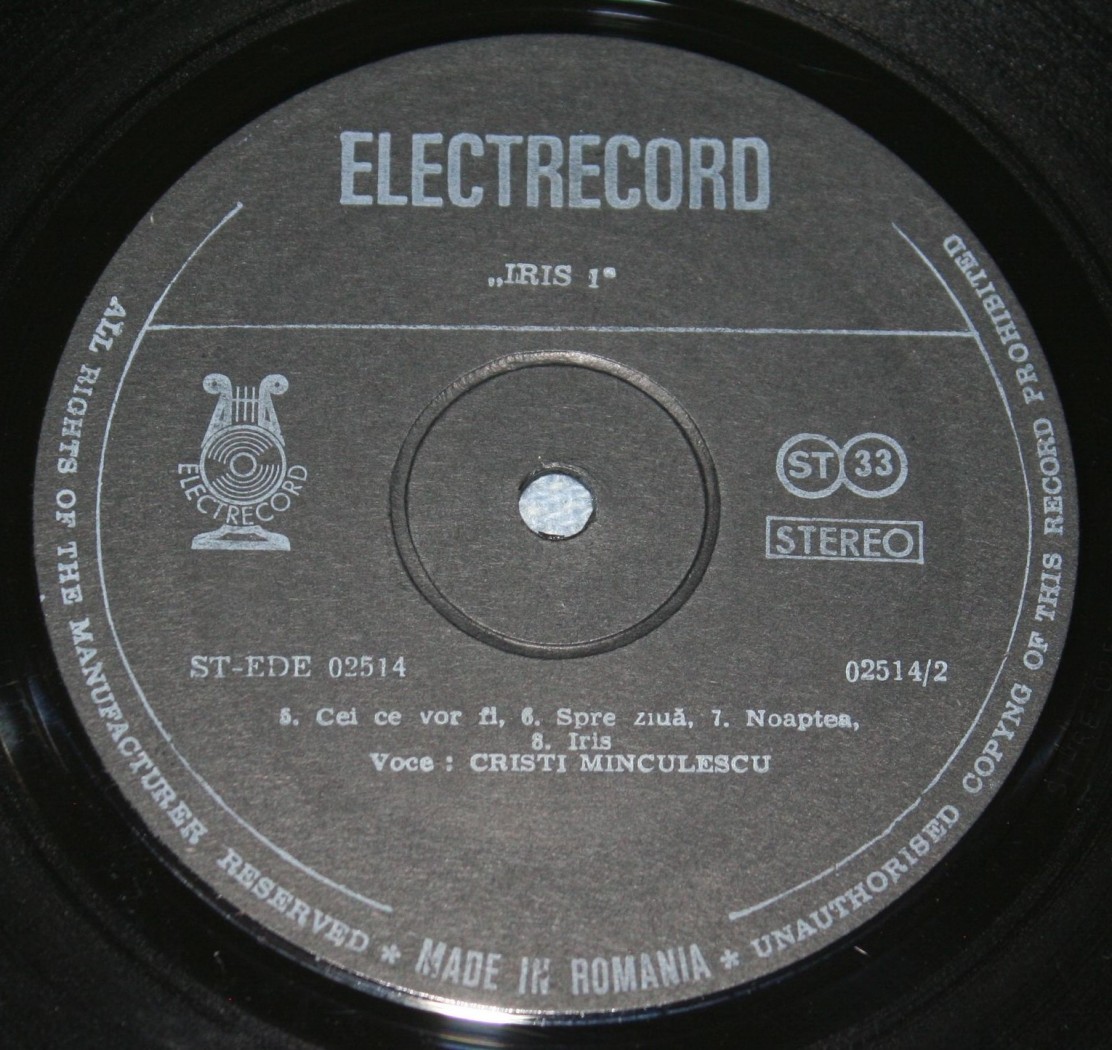 ELECTRECORD
„IRIS 1“
ELECTRECORD
ST 33
STEREO
ST-EDE 02514
02514/2
5. Cei ce vor fi, 6. Spre ziuă, 7. Noaptea,
8. Iris
Voce : CRISTI MINCULESCU
ALL RIGHTS OF THE MANUFACTURER RESERVED * MADE IN ROMANIA * UNAUTHORISED COPYNG OF THIS RECORD PROHIBITED